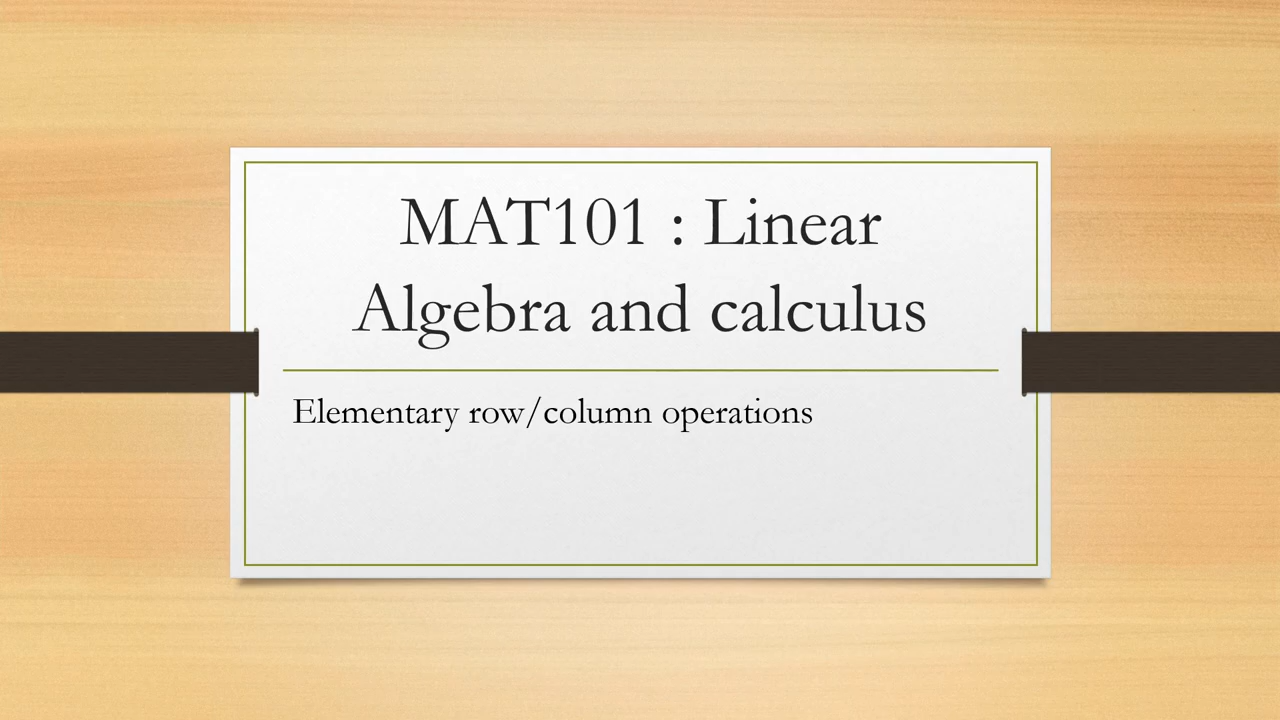 MAT101 : Linear
Algebra and calculus
Elementary row/column operations